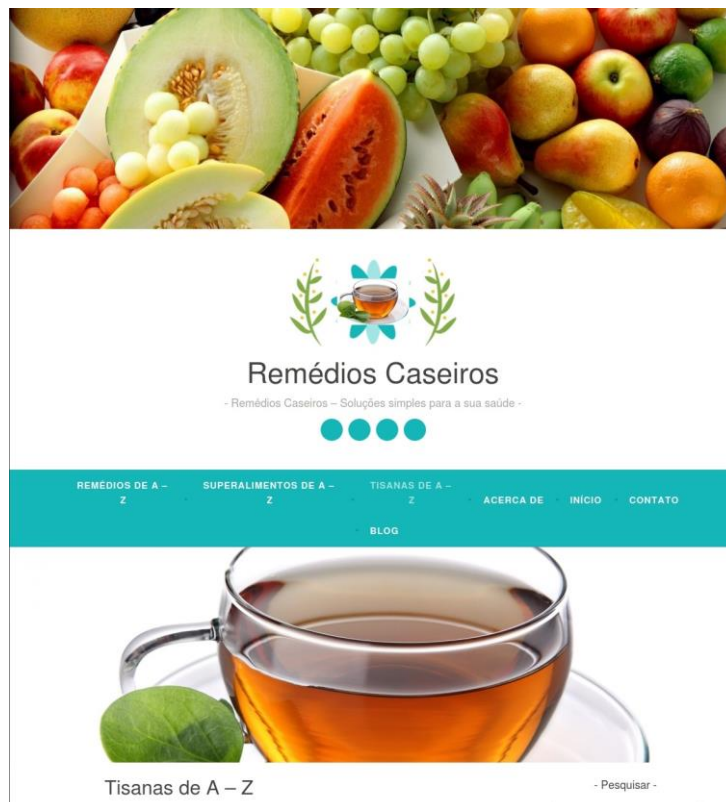 Remédios Caseiros
- Remédios Caseiros – Soluções simples para a sua saúde -
REMÉDIOS DE A –
Z
SUPERALIMENTOS DE A –
Z
TISANAS DE A –
Z
ACERCA DE
INÍCIO
CONTATO
BLOG
Tisanas de A – Z
- Pesquisar -